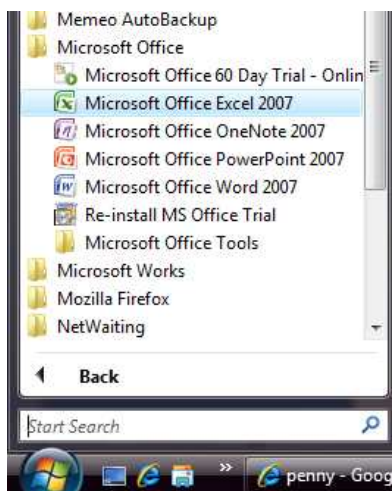 Memeo AutoBackup
Microsoft Office
Microsoft Office 60 Day Trial - Onlin
Microsoft Office Excel 2007
Microsoft Office OneNote 2007
Microsoft Office PowerPoint 2007
Microsoft Office Word 2007
Re-install MS Office Trial
Microsoft Office Tools
Microsoft Works
Mozilla Firefox
NetWaiting
Back
Start Search
penny - Goog